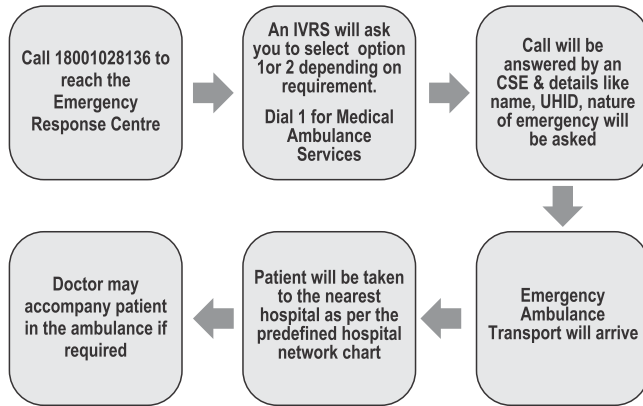 Call 18001028136 to
reach the
Emergency
Response Centre
An IVRS will ask
you to select option
1or 2 depending on
requirement.
Dial 1 for Medical
Ambulance
Services
Call will be
answered by an
CSE & details like
name, UHID, nature
of emergency will
be asked
Emergency
Ambulance
Transport will arrive
Patient will be taken
to the nearest
hospital as per the
predefined hospital
network chart
Doctor may
accompany patient
in the ambulance if
required